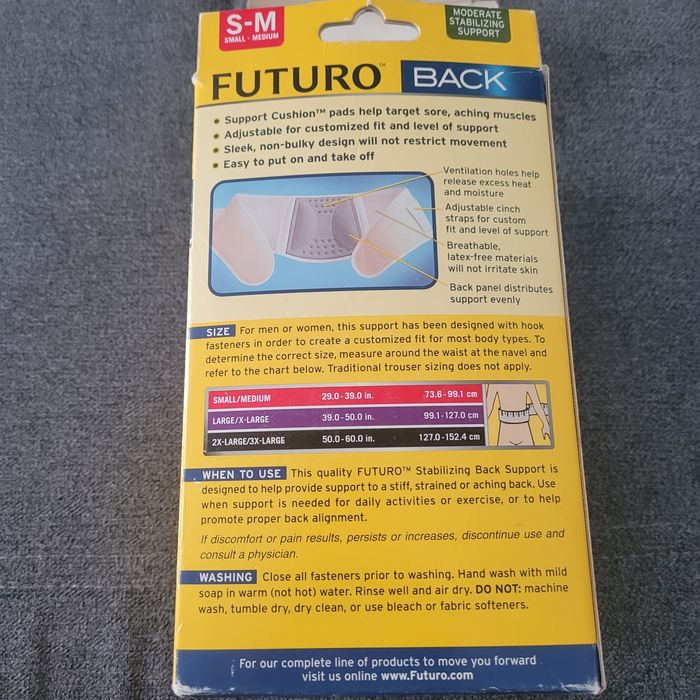 S-M
SMALL - MEDIUM
MODERATE
STABILIZING
SUPPORT
FUTURO™ BACK
• Support Cushion™ pads help target sore, aching muscles
• Adjustable for customized fit and level of support
• Sleek, non-bulky design will not restrict movement
• Easy to put on and take off
Ventilation holes help
release excess heat
and moisture
Adjustable cinch
straps for custom
fit and level of support
Breathable,
latex-free materials
will not irritate skin
Back panel distributes
support evenly
SIZE For men or women, this support has been designed with hook
fasteners in order to create a customized fit for most body types. To
determine the correct size, measure around the waist at the navel and
refer to the chart below. Traditional trouser sizing does not apply.
SMALL/MEDIUM 29.0-39.0 in. 73.6-99.1 cm
LARGE/X-LARGE 39.0-50.0 in. 99.1-127.0 cm
2X-LARGE/3X-LARGE 50.0-60.0 in. 127.0-152.4 cm
WHEN TO USE This quality FUTURO™ Stabilizing Back Support is
designed to help provide support to a stiff, strained or aching back. Use
when support is needed for daily activities or exercise, or to help
promote proper back alignment.
If discomfort or pain results, persists or increases, discontinue use and
consult a physician.
WASHING Close all fasteners prior to washing. Hand wash with mild
soap in warm (not hot) water. Rinse well and air dry. DO NOT: machine
wash, tumble dry, dry clean, or use bleach or fabric softeners.
For our complete line of products to move you forward
visit us online www.Futuro.com